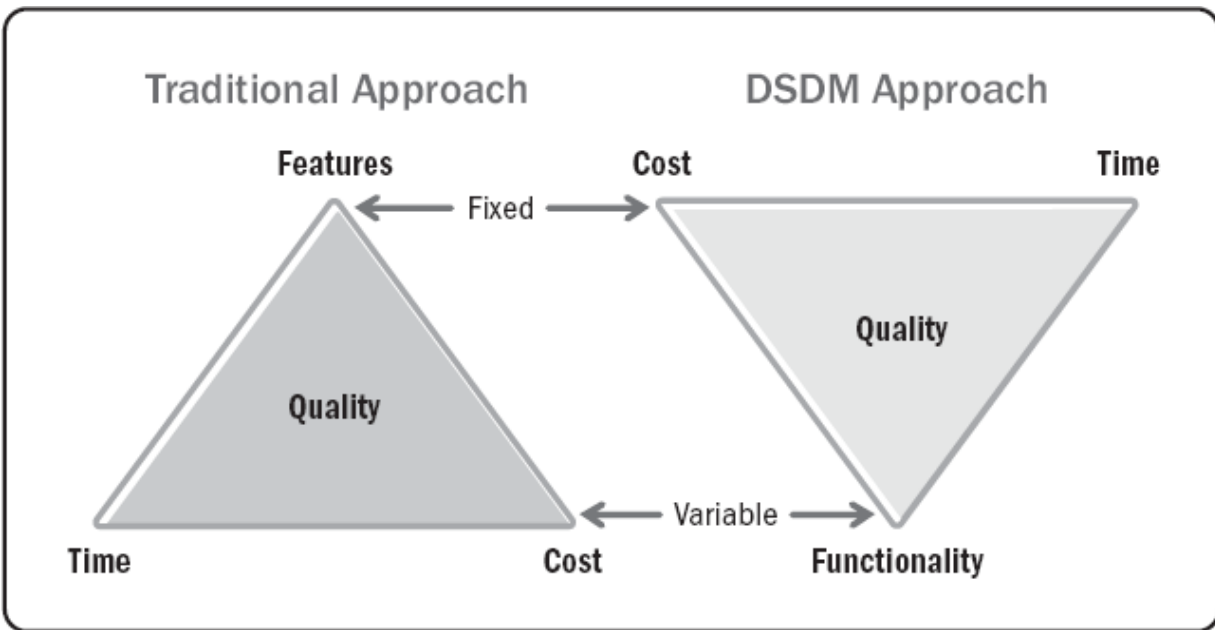 Traditional Approach
DSDM Approach
Features
Cost
Time
Fixed
Quality
Quality
Variable
Time
Cost
Functionality